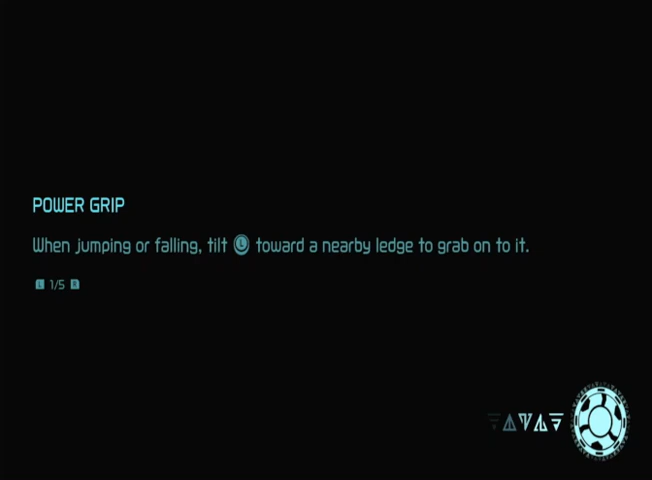 POWER GRIP
When jumping or falling, tilt L toward a nearby ledge to grab on to it.
L 1/5 R